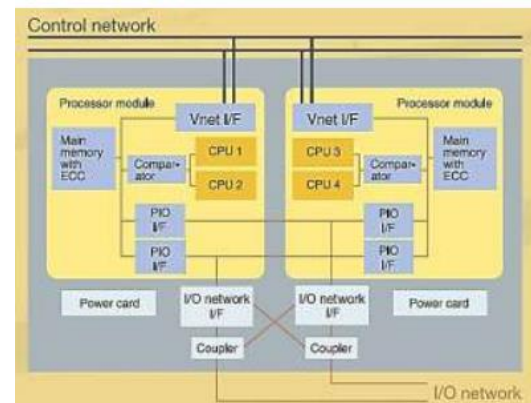 Control network
Processor module
Processor module
Vnet I/F
Vnet I/F
Main
memory
with
ECC
Compar-
ator
CPU 1
CPU 2
CPU 3
CPU 4
Compar-
ator
Main
memory
with
ECC
PIO
I/F
PIO
I/F
PIO
I/F
PIO
I/F
Power card
I/O network
I/F
I/O network
I/F
Power card
Coupler
Coupler
I/O network